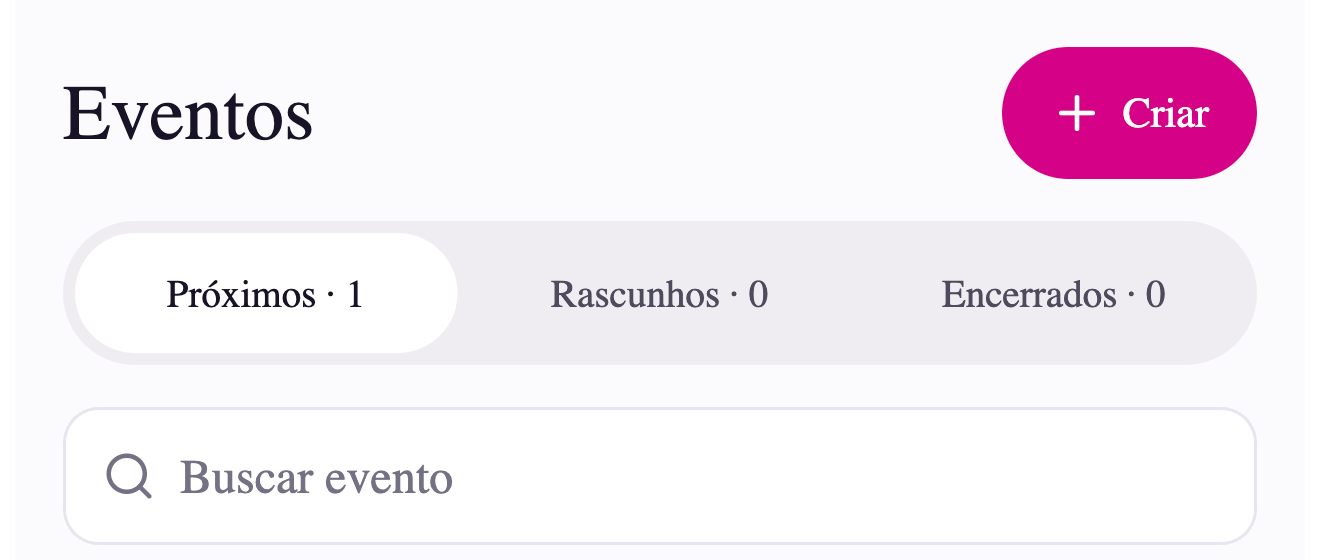 Eventos
Criar
Próximos · 1
Rascunhos · 0
Encerrados · 0
Buscar evento